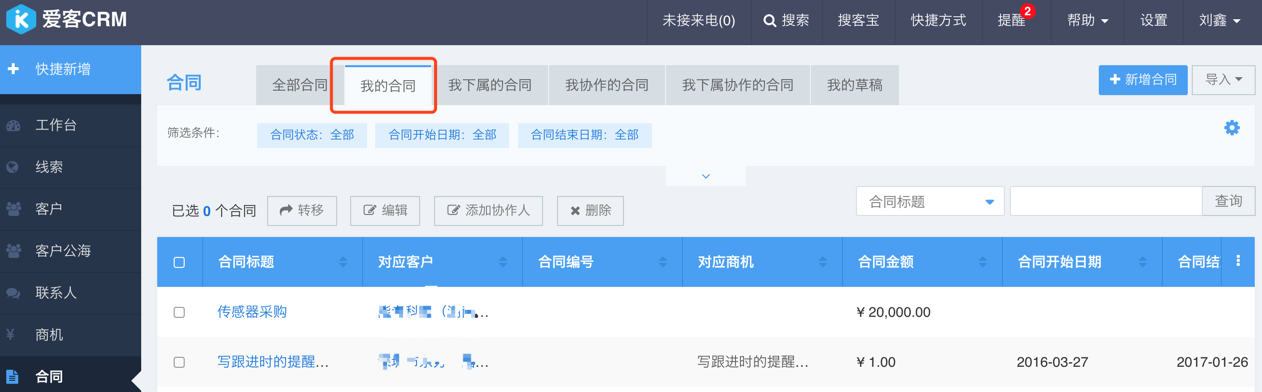 爱客CRM
未接来电(0)
搜索
搜客宝
快捷方式
提醒
2
帮助
设置
刘鑫
快捷新增
工作台
线索
客户
客户公海
联系人
商机
合同
合同
全部合同
我的合同
我下属的合同
我协作的合同
我下属协作的合同
我的草稿
新增合同
导入
筛选条件：
合同状态：全部
合同开始日期：全部
合同结束日期：全部
已选 0 个合同
转移
编辑
添加协作人
删除
合同标题
查询
合同标题
对应客户
合同编号
对应商机
合同金额
合同开始日期
合同结
传感器采购
¥ 20,000.00
写跟进时的提醒…
写跟进时的提醒…
¥ 1.00
2016-03-27
2017-01-26